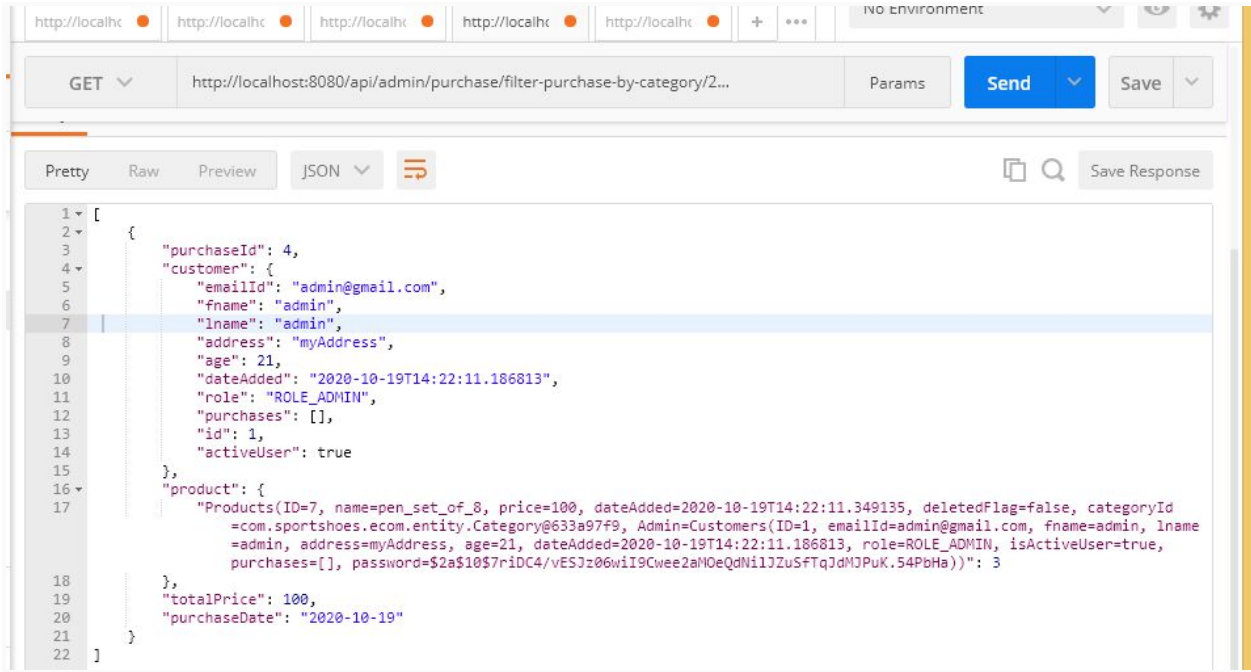 http://localhc http://localhc http://localhc http://localhc http://localhc + No Environment
GET http://localhost:8080/api/admin/purchase/filter-purchase-by-category/2... Params Send Save
Pretty Raw Preview JSON Save Response
1 [
2 {
3 "purchaseId": 4,
4 "customer": {
5 "emailId": "admin@gmail.com",
6 "fname": "admin",
7 "lname": "admin",
8 "address": "myAddress",
9 "age": 21,
10 "dateAdded": "2020-10-19T14:22:11.186813",
11 "role": "ROLE_ADMIN",
12 "purchases": [],
13 "id": 1,
14 "activeUser": true
15 },
16 "product": {
17 "Products(ID=7, name=pen_set_of_8, price=100, dateAdded=2020-10-19T14:22:11.349135, deletedFlag=false, categoryId
=com.sportshoes.ecom.entity.Category@633a97f9, Admin=Customers(ID=1, emailId=admin@gmail.com, fname=admin, lname
=admin, address=myAddress, age=21, dateAdded=2020-10-19T14:22:11.186813, role=ROLE_ADMIN, isActiveUser=true,
purchases=[], password=$2a$10$7riDC4/vESJz06wiI9Cwee2aMOeQdNilJZuSfTqJdMJPuK.54PbHa))": 3
18 },
19 "totalPrice": 100,
20 "purchaseDate": "2020-10-19"
21 }
22 ]